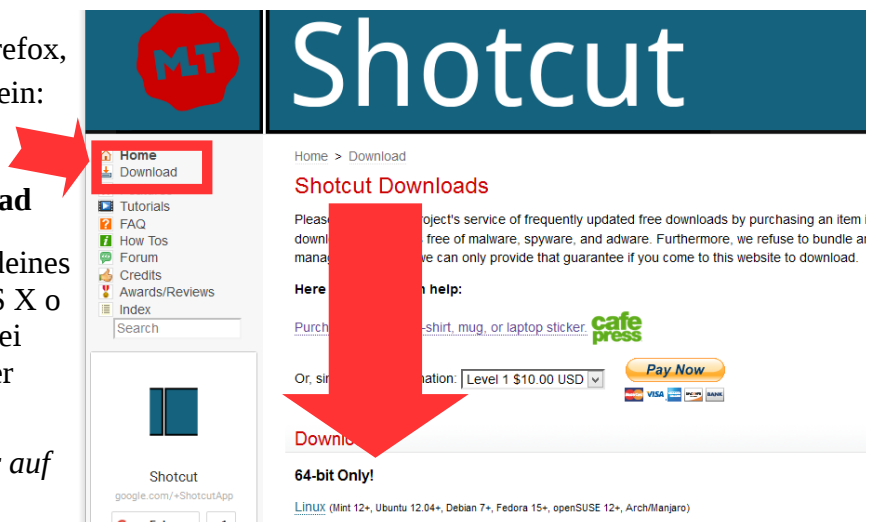 refox,
ein:
ad
deines
S X o
ei
er
r auf
MLT
Shotcut
Home
Download
Tutorials
FAQ
How Tos
Forum
Credits
Awards/Reviews
Index
Search
Shotcut
google.com/+ShotcutApp
Home > Download
Shotcut Downloads
Please oject's service of frequently updated free downloads by purchasing an item
downl free of malware, spyware, and adware. Furthermore, we refuse to bundle
manag we can only provide that guarantee if you come to this website to download.
Here help:
Purch -shirt, mug, or laptop sticker. cafe press
Or, sin nation: Level 1 $10.00 USD Pay Now
VISA BANK
Downl
64-bit Only!
Linux (Mint 12+, Ubuntu 12.04+, Debian 7+, Fedora 15+, openSUSE 12+, Arch/Manjaro)